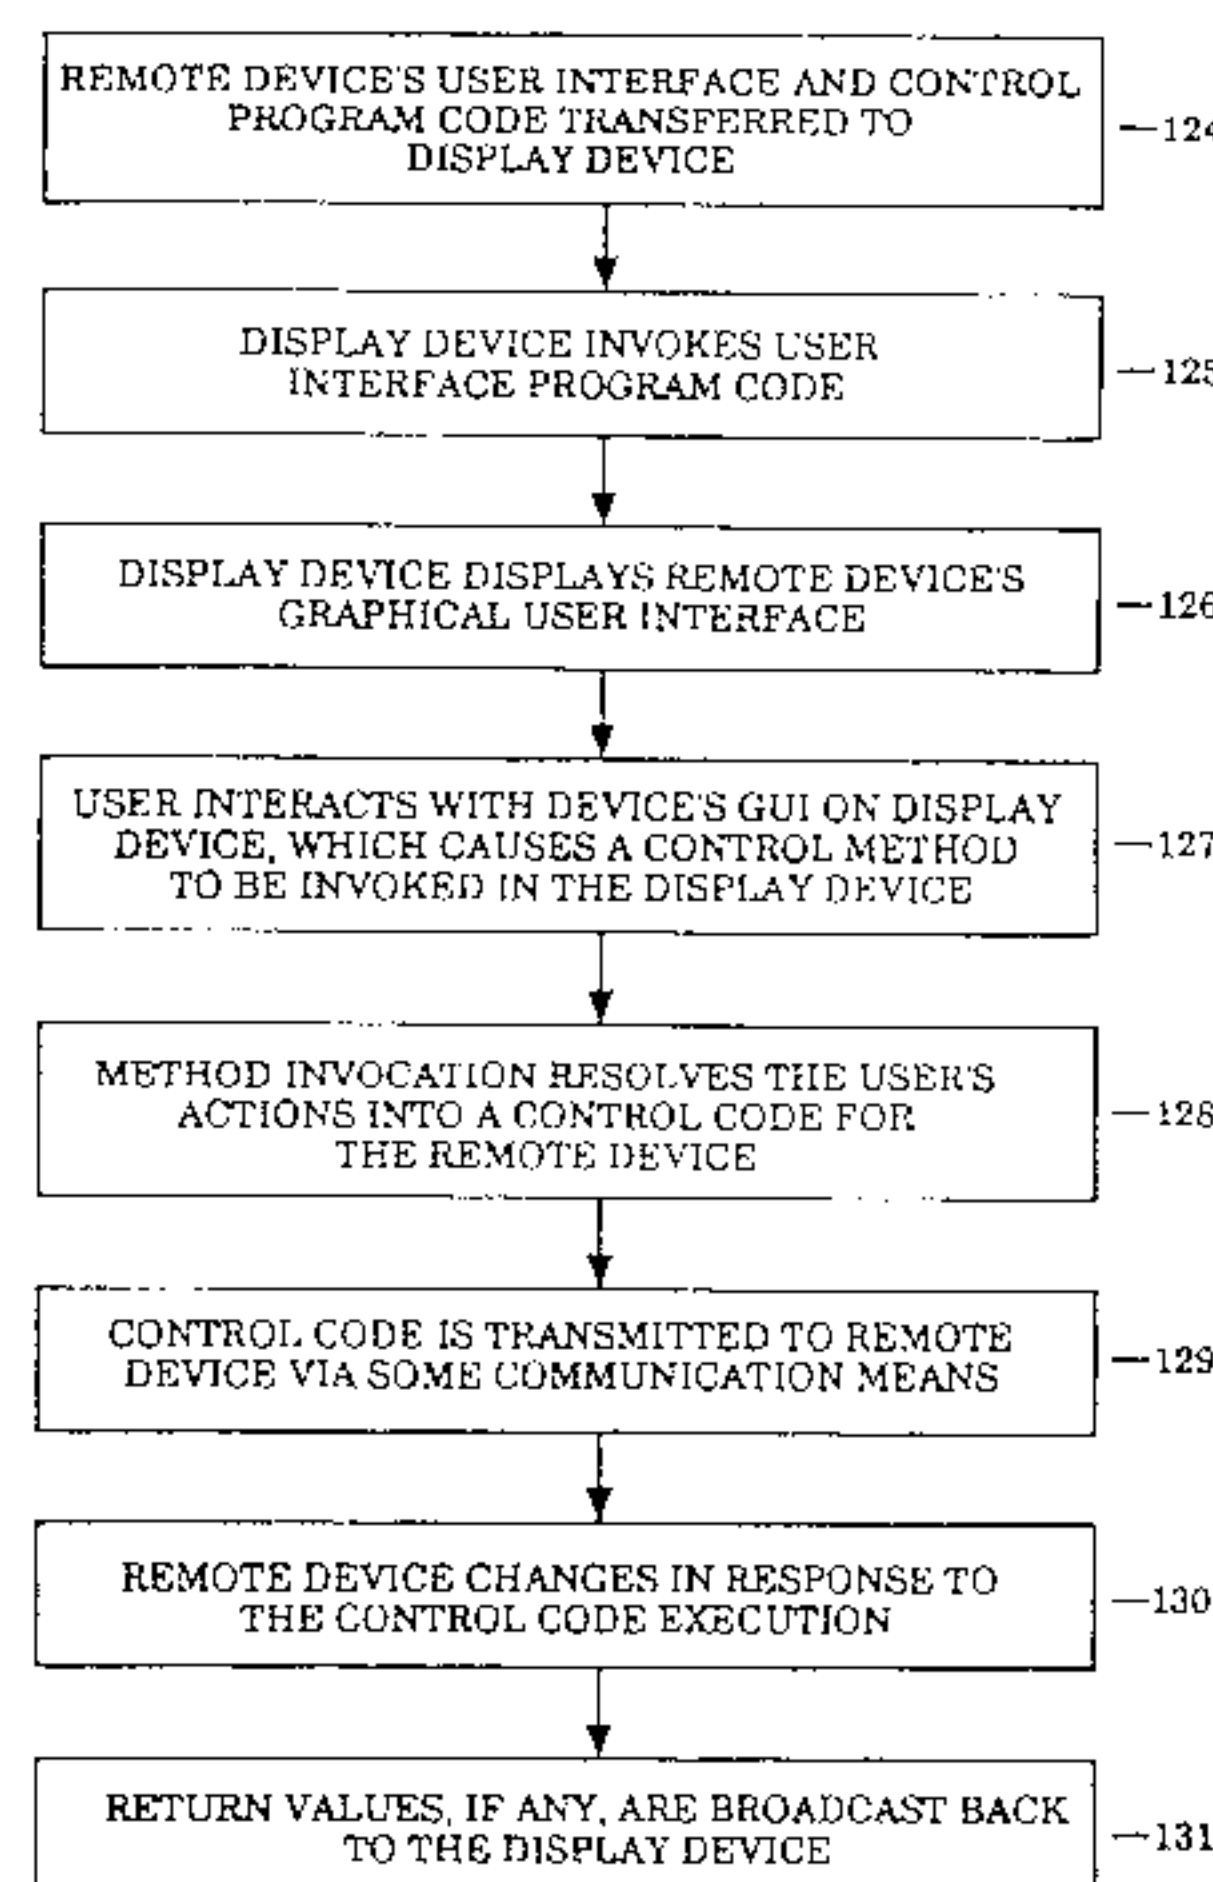 REMOTE DEVICE'S USER INTERFACE AND CONTROL
PROGRAM CODE TRANSFERRED TO
DISPLAY DEVICE
124
DISPLAY DEVICE INVOKES USER
INTERFACE PROGRAM CODE
125
DISPLAY DEVICE DISPLAYS REMOTE DEVICE'S
GRAPHICAL USER INTERFACE
126
USER INTERACTS WITH DEVICE'S GUI ON DISPLAY
DEVICE, WHICH CAUSES A CONTROL METHOD
TO BE INVOKED IN THE DISPLAY DEVICE
127
METHOD INVOCATION RESOLVES THE USER'S
ACTIONS INTO A CONTROL CODE FOR
THE REMOTE DEVICE
128
CONTROL CODE IS TRANSMITTED TO REMOTE
DEVICE VIA SOME COMMUNICATION MEANS
129
REMOTE DEVICE CHANGES IN RESPONSE TO
THE CONTROL CODE EXECUTION
130
RETURN VALUES, IF ANY, ARE BROADCAST BACK
TO THE DISPLAY DEVICE
131